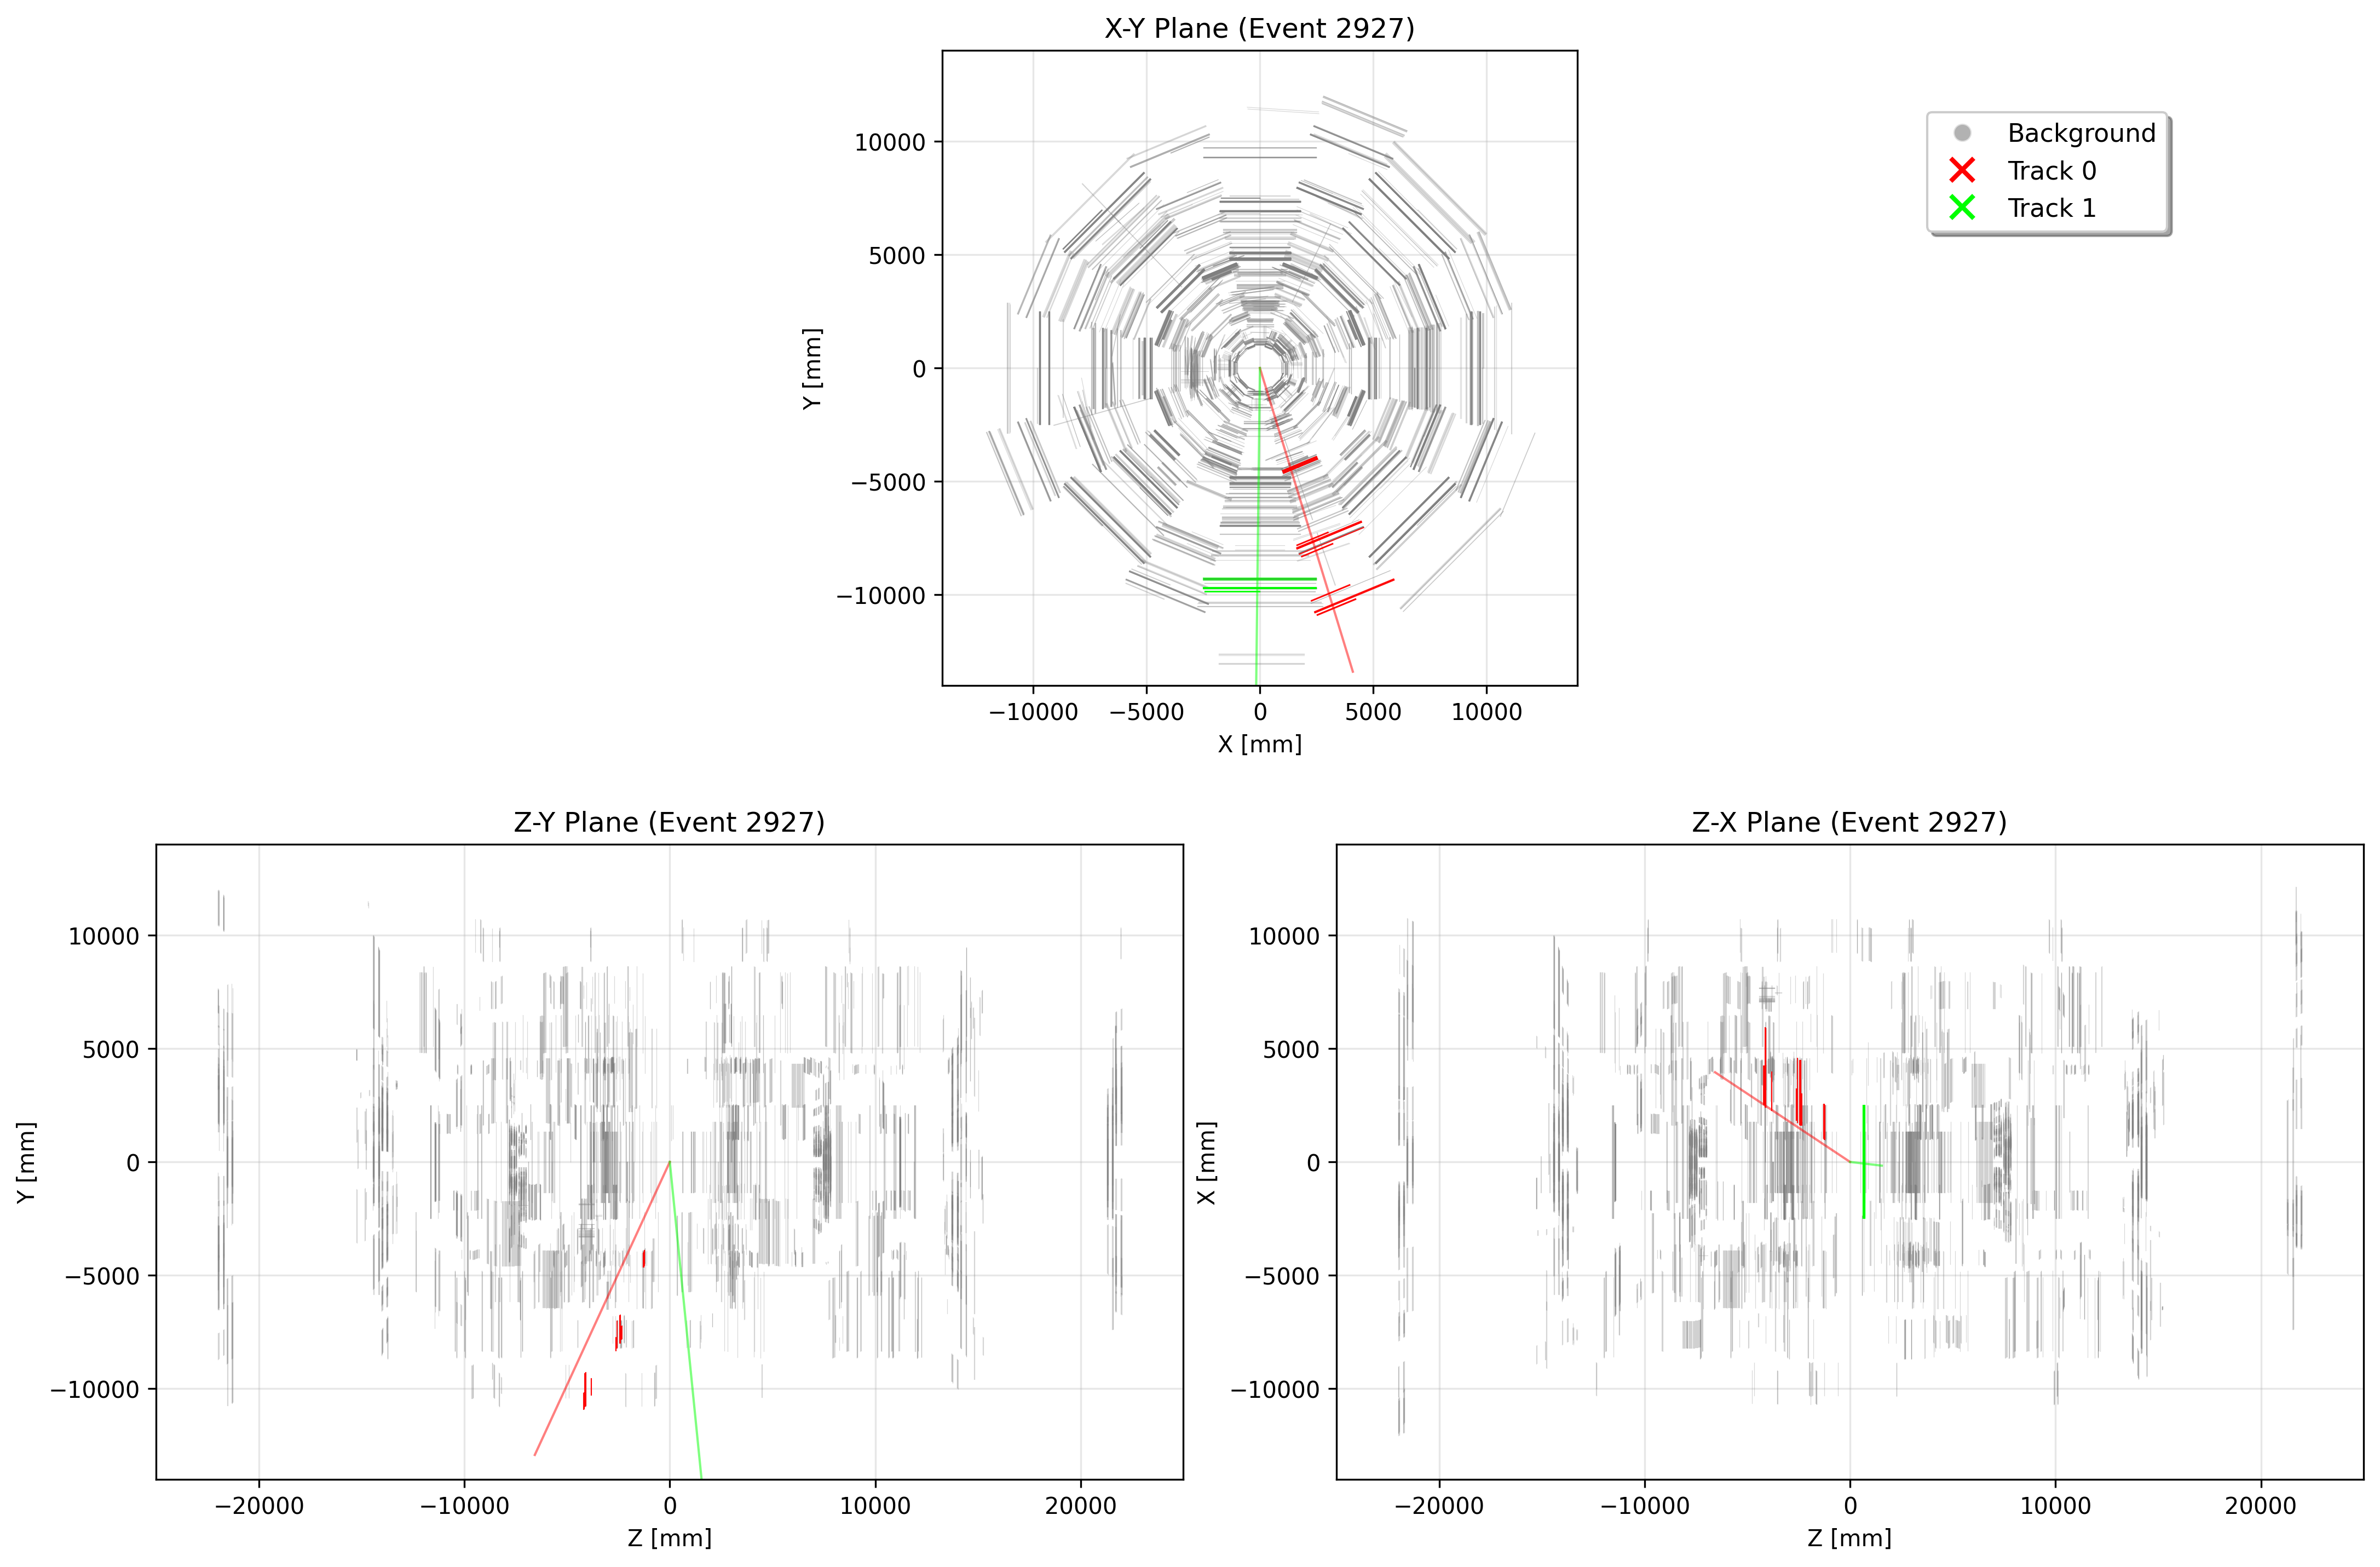 X-Y Plane (Event 2927)
Background
Track 0
Track 1
10000
5000
0
−5000
−10000
Y [mm]
−10000 −5000 0 5000 10000
X [mm]
Z-Y Plane (Event 2927)
10000
5000
0
−5000
−10000
Y [mm]
−20000 −10000 0 10000 20000
Z [mm]
Z-X Plane (Event 2927)
10000
5000
0
−5000
−10000
X [mm]
−20000 −10000 0 10000 20000
Z [mm]